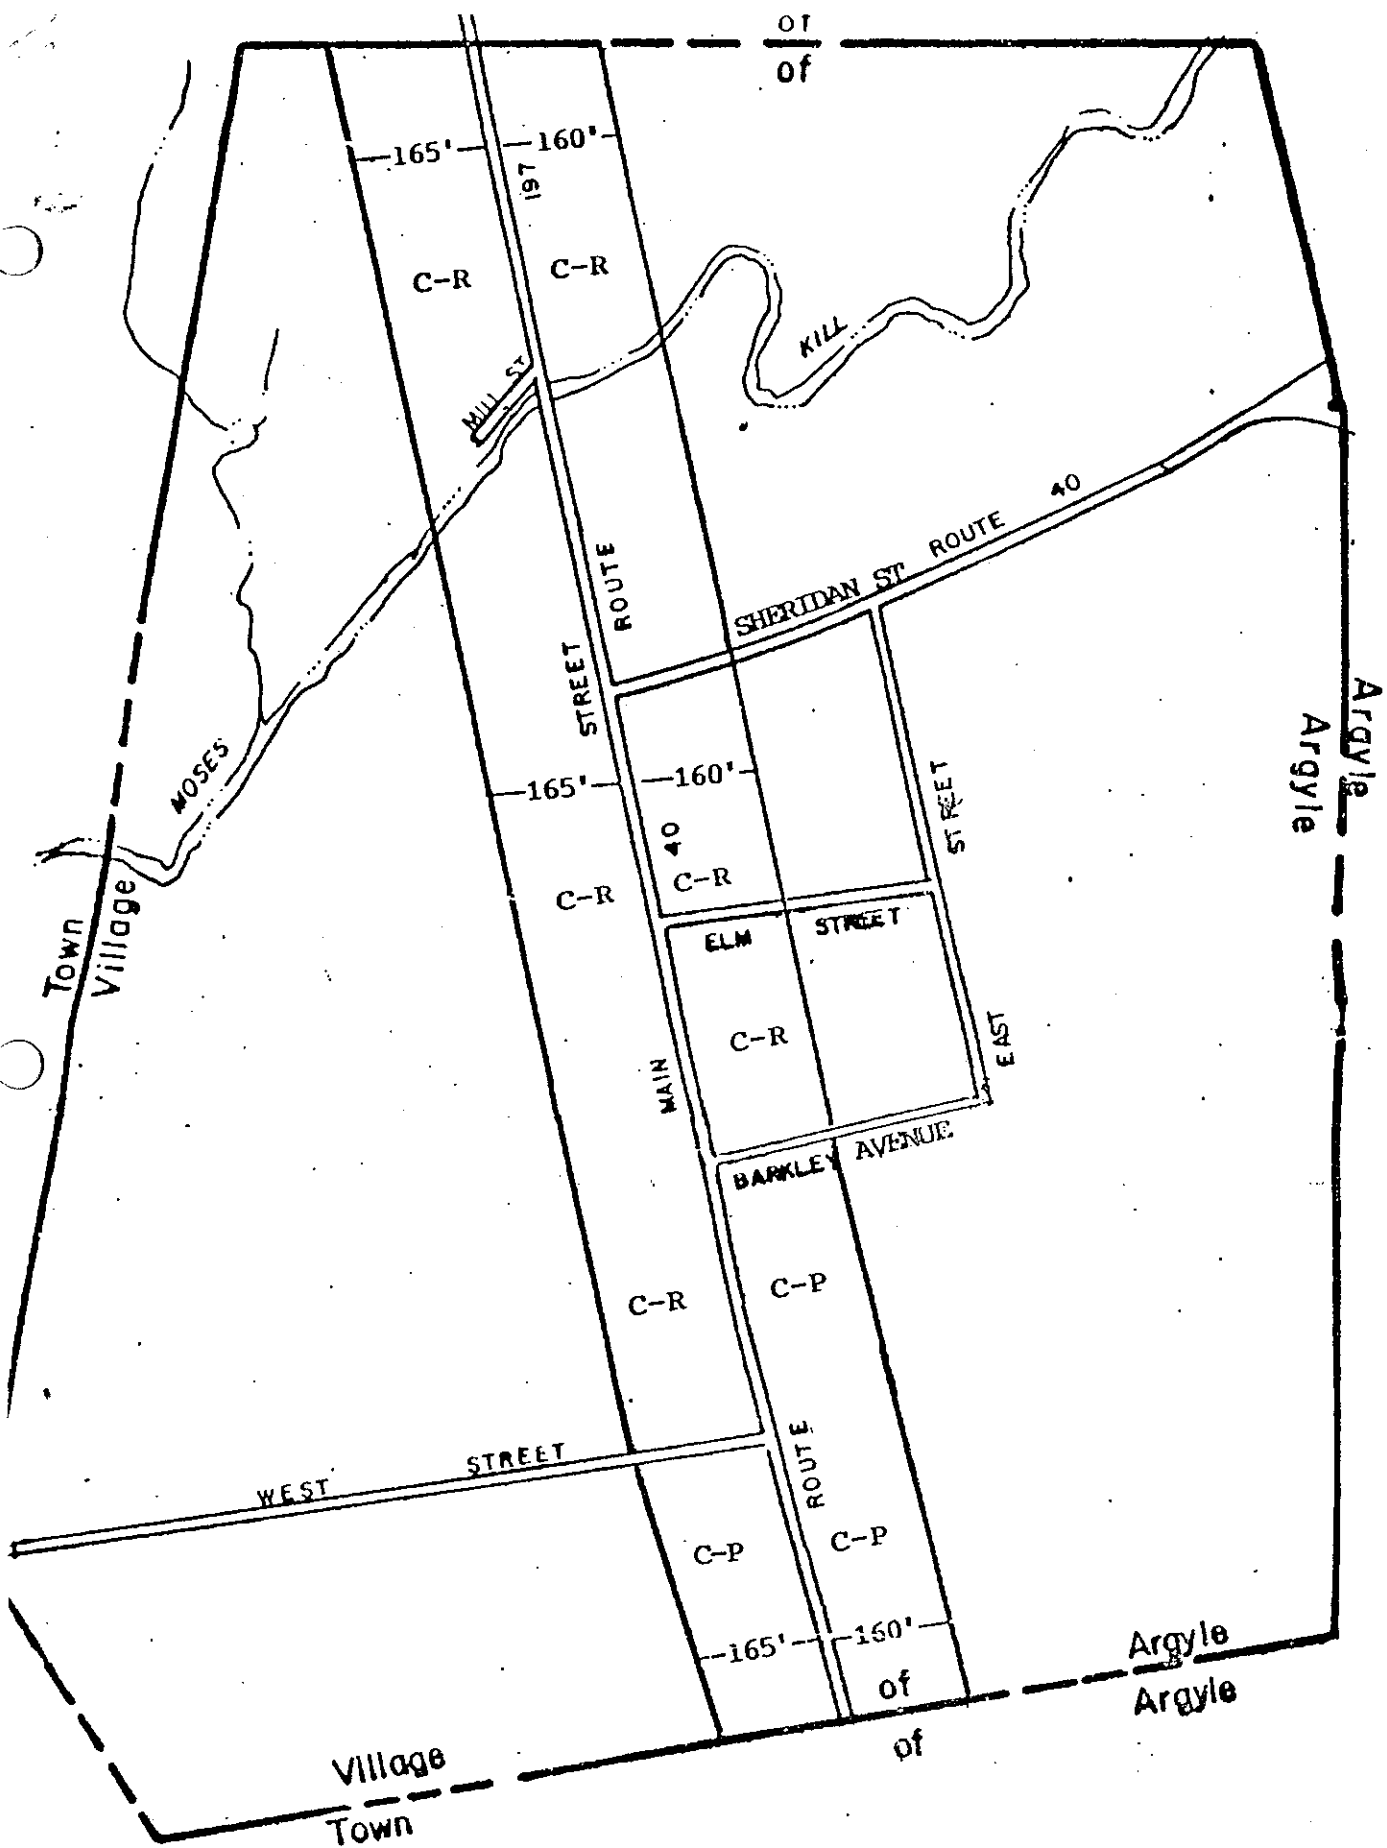 of
-165'-
-160'-
197
C-R
C-R
KILL
MILL ST
ROUTE 40
SHERIDAN ST.
ROUTE
STREET
MOSES
-165'-
-160'-
40
STREET
Argyle
Argyle
C-R
C-R
ELM STREET
Town
Village
C-R
EAST
MAIN
BARKLEY AVENUE
C-R
C-P
WEST STREET
ROUTE
C-P
C-P
-165'-
-160'-
Village of Argyle
Town of Argyle